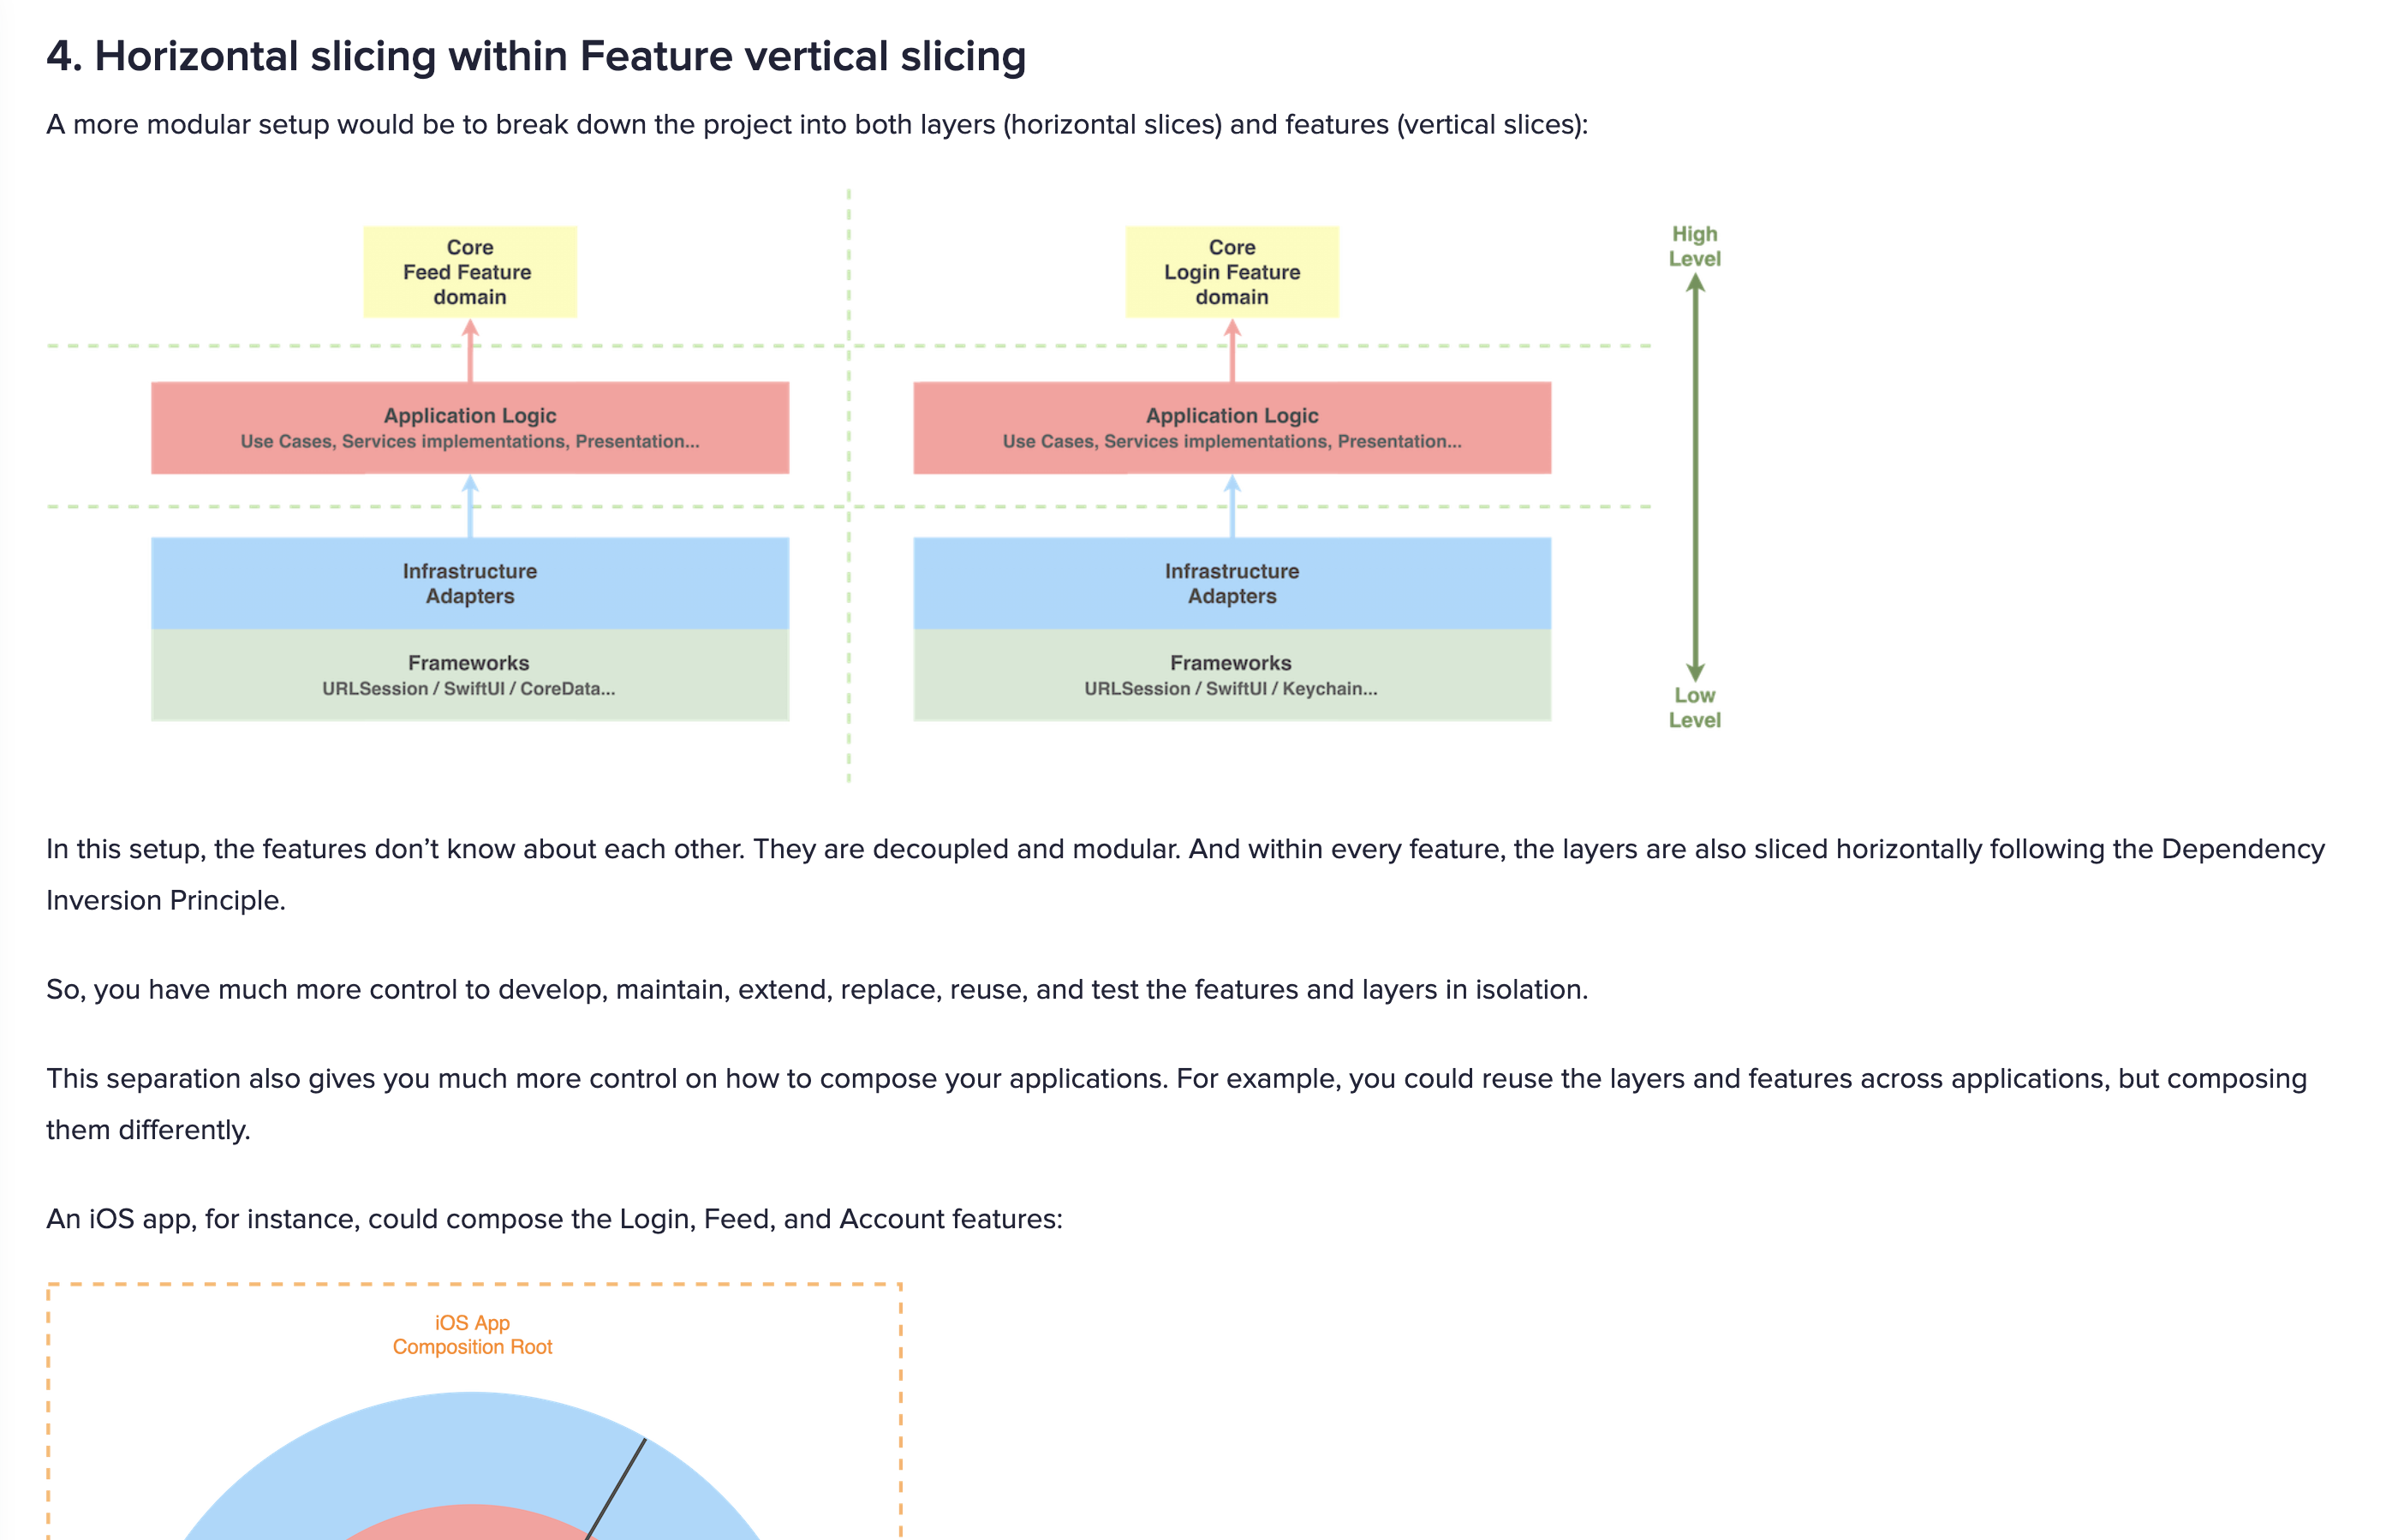 4. Horizontal slicing within Feature vertical slicing
A more modular setup would be to break down the project into both layers (horizontal slices) and features (vertical slices):
Core
Feed Feature
domain
Core
Login Feature
domain
High
Level
Application Logic
Use Cases, Services implementations, Presentation...
Application Logic
Use Cases, Services implementations, Presentation...
Infrastructure
Adapters
Infrastructure
Adapters
Frameworks
URLSession / SwiftUI / CoreData...
Frameworks
URLSession / SwiftUI / Keychain...
Low
Level
In this setup, the features don’t know about each other. They are decoupled and modular. And within every feature, the layers are also sliced horizontally following the Dependency
Inversion Principle.
So, you have much more control to develop, maintain, extend, replace, reuse, and test the features and layers in isolation.
This separation also gives you much more control on how to compose your applications. For example, you could reuse the layers and features across applications, but composing
them differently.
An iOS app, for instance, could compose the Login, Feed, and Account features:
iOS App
Composition Root